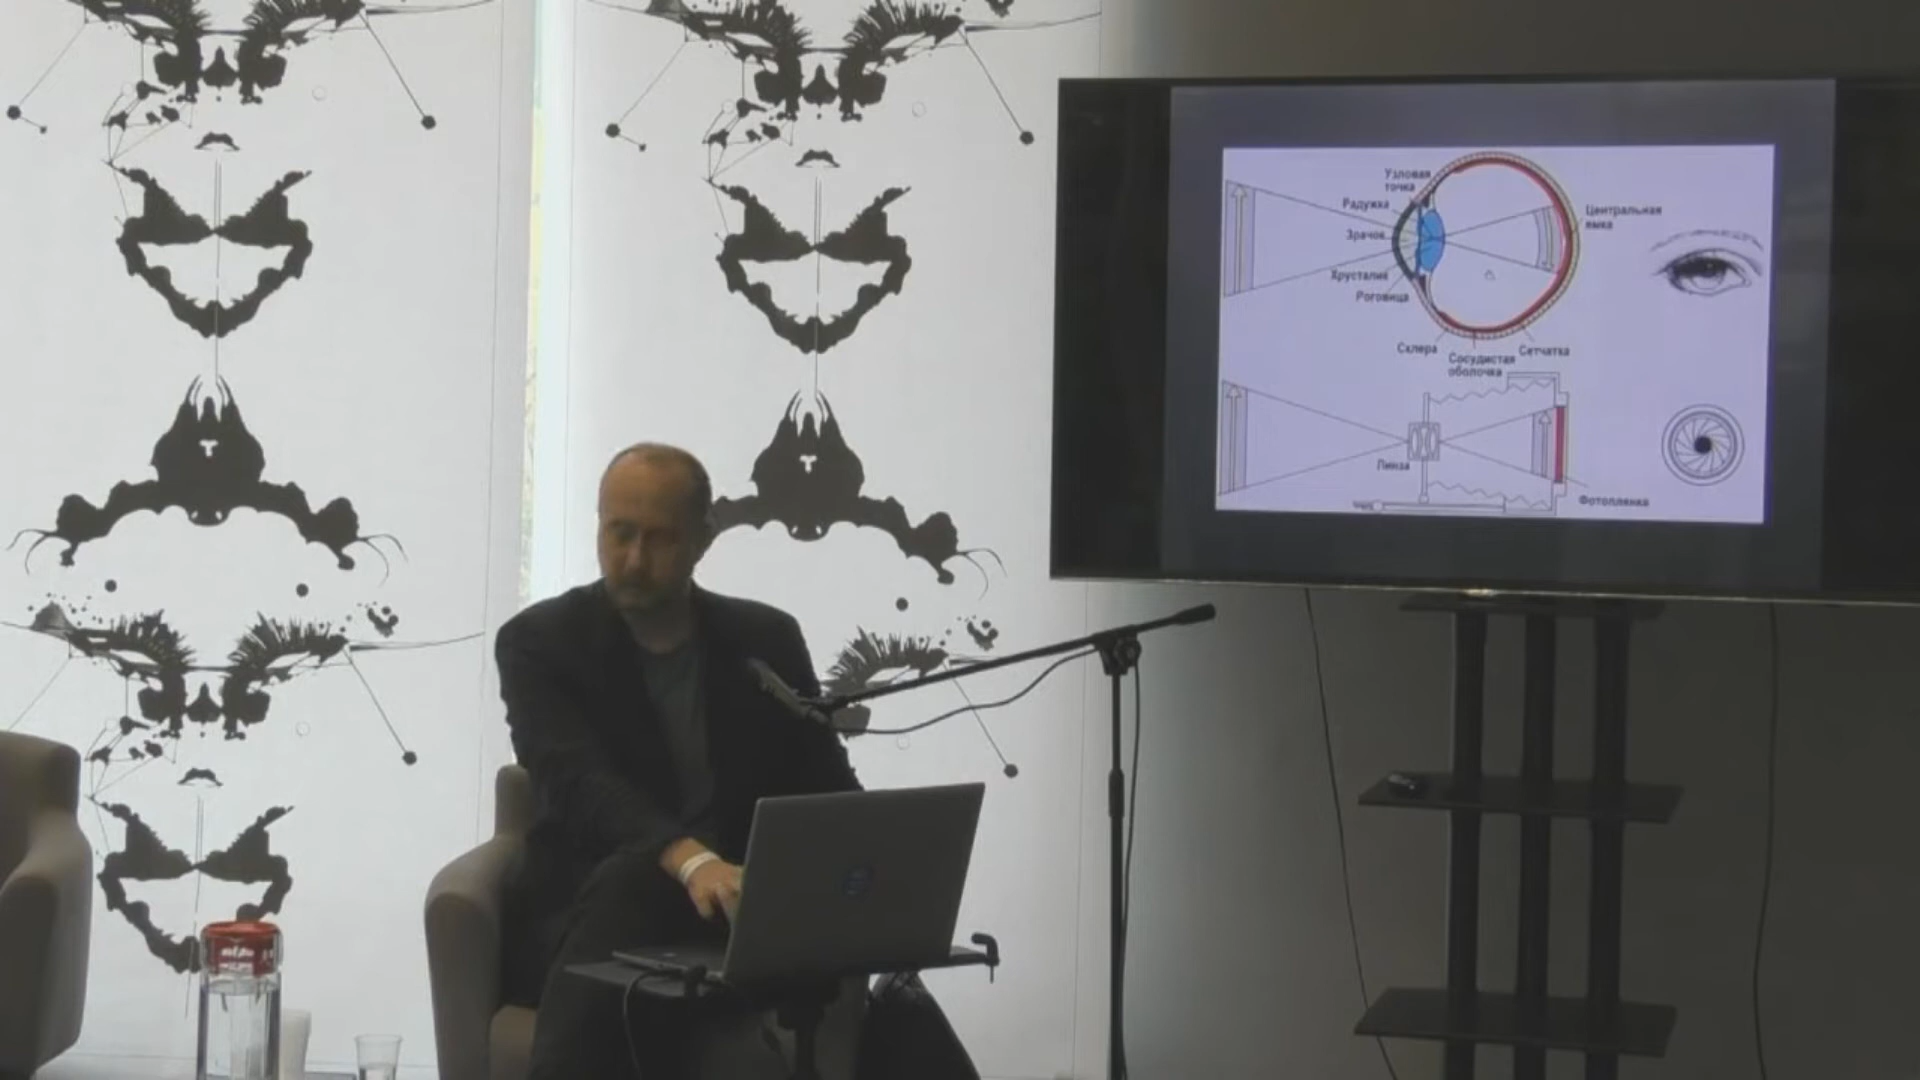 Узловая
точка
Радужка
Зрачок
Хрусталик
Роговица
Центральная
ямка
Склера
Сосудистая
оболочка
Сетчатка
Линза
Фотопленка